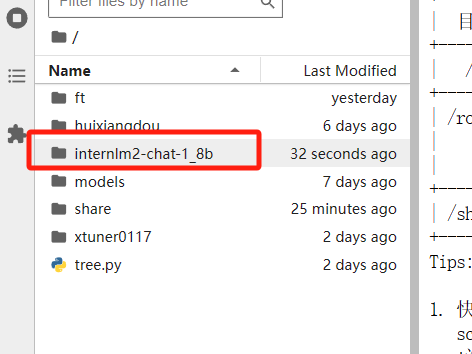 Filter files by name
/
Name Last Modified
ft yesterday
huixiangdou 6 days ago
internlm2-chat-1_8b 32 seconds ago
models 7 days ago
share 25 minutes ago
xtuner0117 2 days ago
tree.py 2 days ago
| 目
+----
| /
+----
| /ro
|
|
+----
| /sh
+----
Tips:
1. 快
so